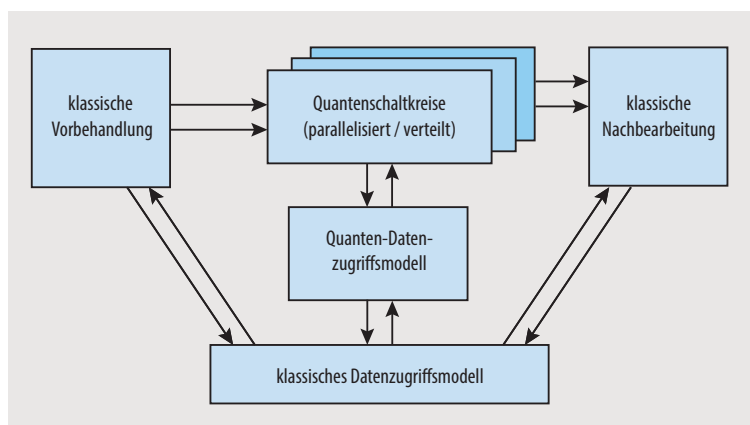 klassische
Vorbehandlung
Quantenschaltkreise
(parallelisiert / verteilt)
klassische
Nachbearbeitung
Quanten-Daten-
zugriffsmodell
klassisches Datenzugriffsmodell